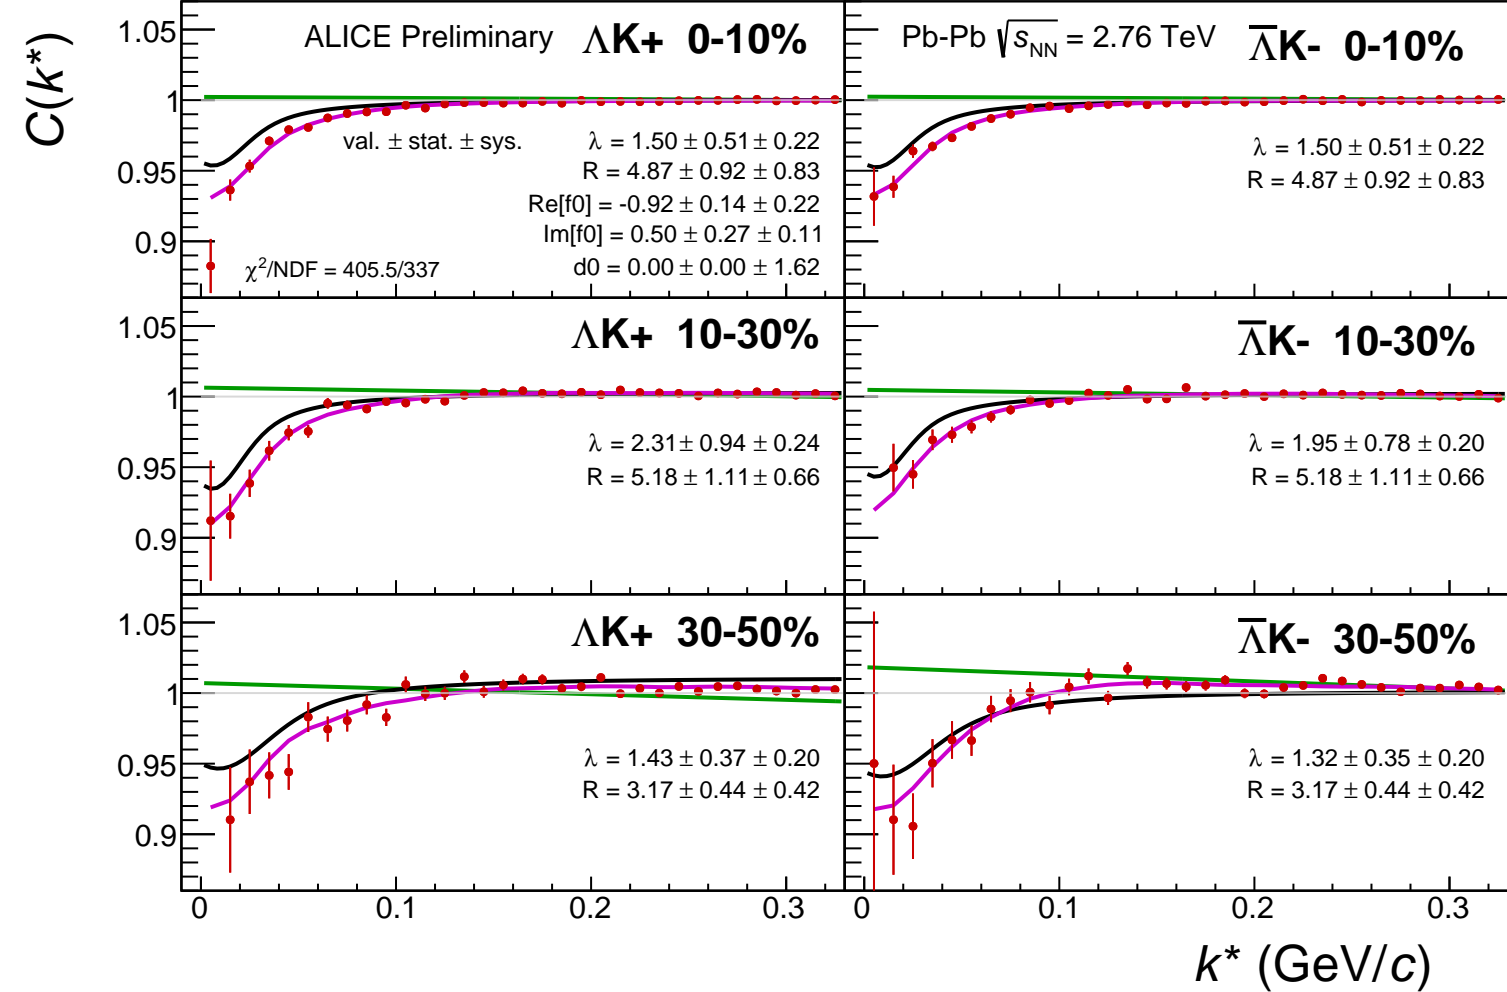 C(k*)
ALICE Preliminary
ΛK+ 0-10%
1.05
1
0.95
0.9
val. ± stat. ± sys.
λ = 1.50 ± 0.51 ± 0.22
R = 4.87 ± 0.92 ± 0.83
Re[f0] = -0.92 ± 0.14 ± 0.22
Im[f0] = 0.50 ± 0.27 ± 0.11
d0 = 0.00 ± 0.00 ± 1.62
χ²/NDF = 405.5/337
Pb-Pb √s_NN = 2.76 TeV
Λ̅K- 0-10%
λ = 1.50 ± 0.51 ± 0.22
R = 4.87 ± 0.92 ± 0.83
ΛK+ 10-30%
1.05
1
0.95
0.9
λ = 2.31 ± 0.94 ± 0.24
R = 5.18 ± 1.11 ± 0.66
Λ̅K- 10-30%
λ = 1.95 ± 0.78 ± 0.20
R = 5.18 ± 1.11 ± 0.66
ΛK+ 30-50%
1.05
1
0.95
0.9
λ = 1.43 ± 0.37 ± 0.20
R = 3.17 ± 0.44 ± 0.42
Λ̅K- 30-50%
λ = 1.32 ± 0.35 ± 0.20
R = 3.17 ± 0.44 ± 0.42
0 0.1 0.2 0.3
0 0.1 0.2 0.3
k* (GeV/c)